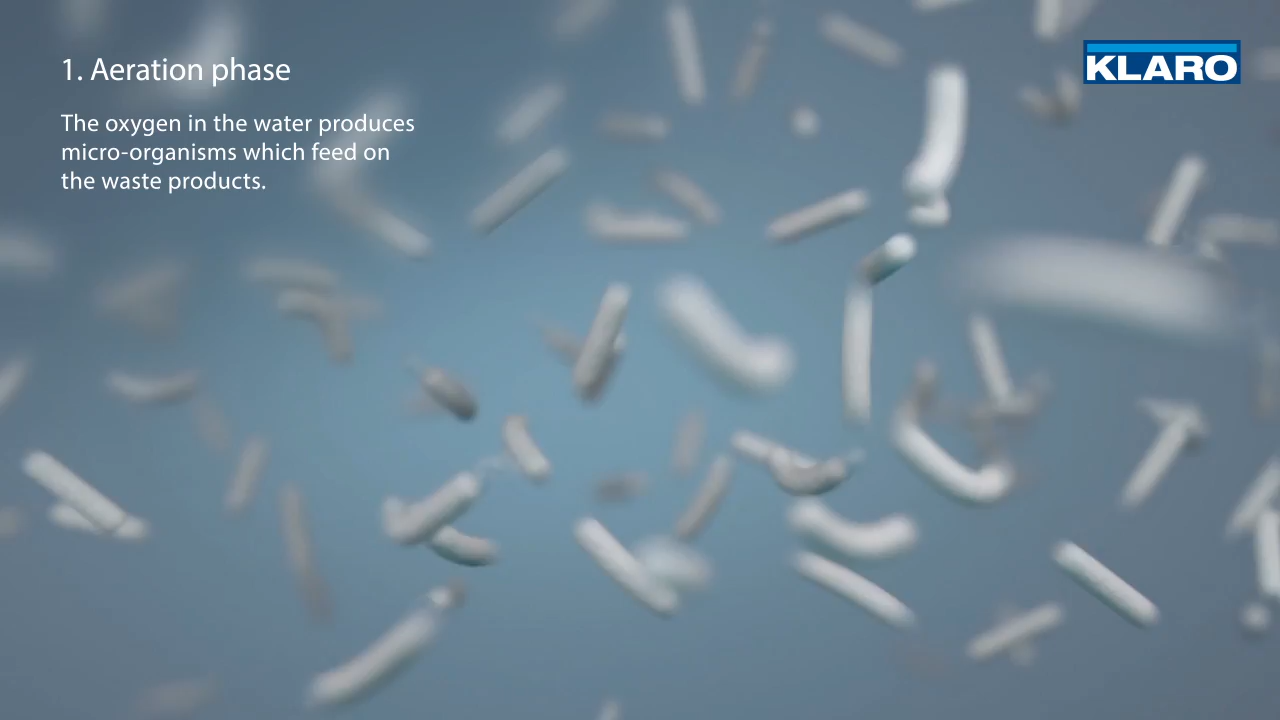 1. Aeration phase
The oxygen in the water produces
micro-organisms which feed on
the waste products.
KLARO